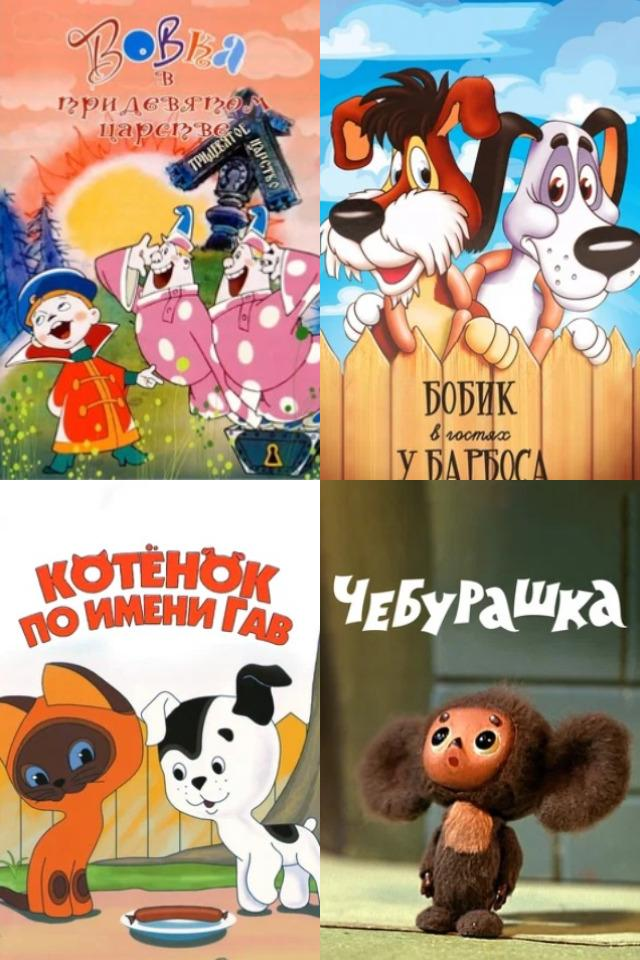 Вовка
в
тридевятом
царстве
ТРИДЕВЯТОЕ
ЦАРСТВО
БОБИК
в гостях
У БАРБОСА
КОТЁНОК
ПО ИМЕНИ ГАВ
ЧЕБУРАШКА